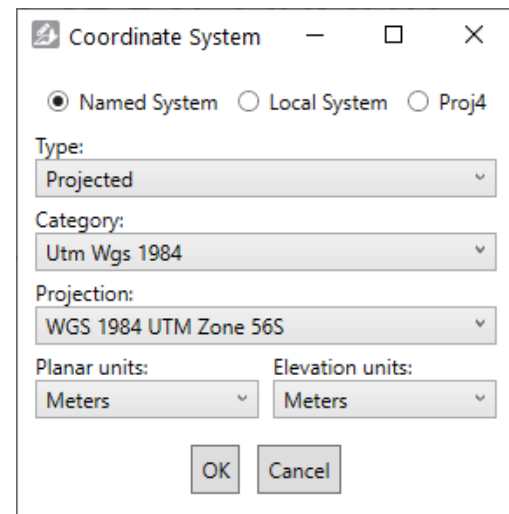 Coordinate System
Named System Local System Proj4
Type:
Projected
Category:
Utm Wgs 1984
Projection:
WGS 1984 UTM Zone 56S
Planar units: Elevation units:
Meters Meters
OK Cancel